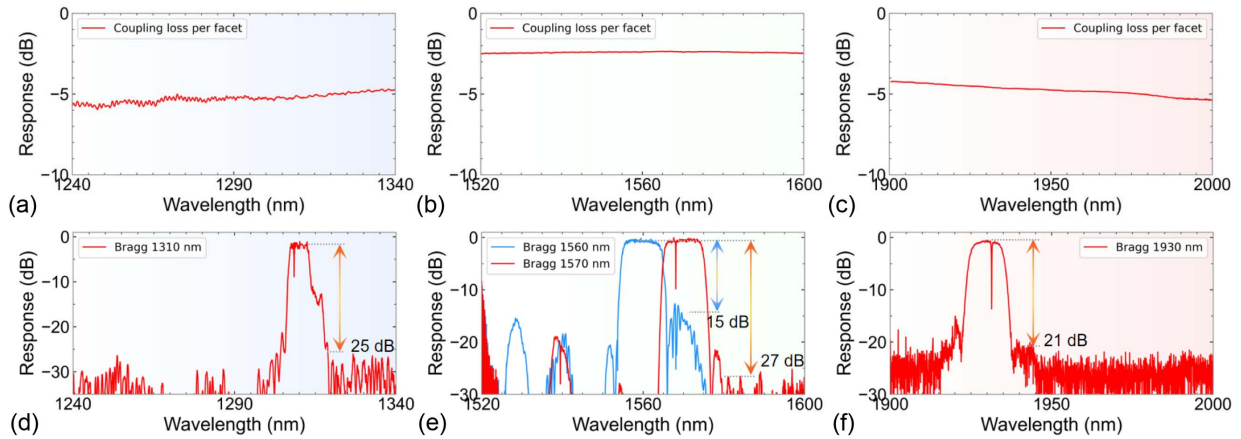 0
Coupling loss per facet
Response (dB)
−5
−10
1240
1290
1340
(a)
Wavelength (nm)
0
Coupling loss per facet
Response (dB)
−5
−10
1520
1560
1600
(b)
Wavelength (nm)
0
Coupling loss per facet
Response (dB)
−5
−10
1900
1950
2000
(c)
Wavelength (nm)
0
Bragg 1310 nm
Response (dB)
−10
−20
−30
25 dB
1240
1290
1340
(d)
Wavelength (nm)
0
Bragg 1560 nm
Bragg 1570 nm
Response (dB)
−10
−20
−30
15 dB
27 dB
1520
1560
1600
(e)
Wavelength (nm)
0
Bragg 1930 nm
Response (dB)
−10
−20
−30
21 dB
1900
1950
2000
(f)
Wavelength (nm)